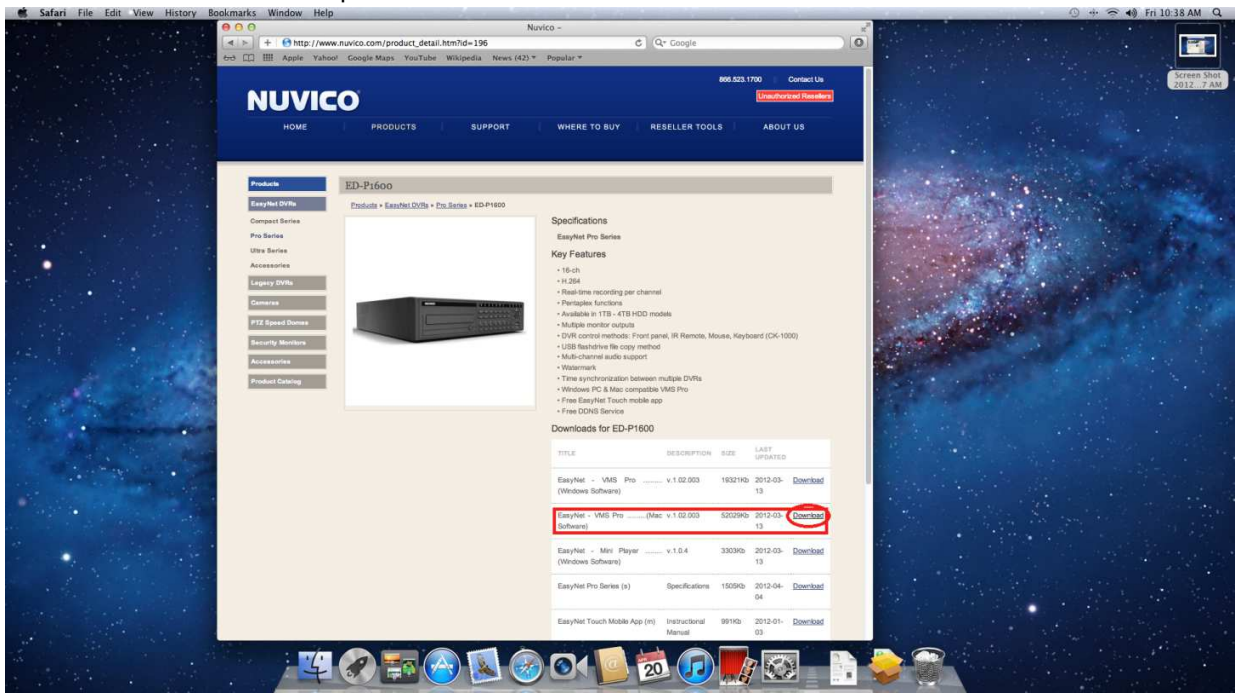 Safari File Edit View History Bookmarks Window Help
Fri 10:38 AM
Nuvico –
http://www.nuvico.com/product_detail.htm?id=196
Google
Apple Yahoo! Google Maps YouTube Wikipedia News (42) Popular
Screen Shot
2012...7 AM
866.523.1700 Contact Us
NUVICO
Unauthorized Resellers
HOME PRODUCTS SUPPORT WHERE TO BUY RESELLER TOOLS ABOUT US
Products
EasyNet DVRs
Compact Series
Pro Series
Ultra Series
Accessories
Legacy DVRs
Cameras
PTZ Speed Domes
Security Monitors
Accessories
Product Catalog
ED-P1600
Products » EasyNet DVRs » Pro Series » ED-P1600
Specifications
EasyNet Pro Series
Key Features
• 16-ch
• H.264
• Real-time recording per channel
• Pentaplex functions
• Available in 1TB - 4TB HDD models
• Multiple monitor outputs
• DVR control methods: Front panel, IR Remote, Mouse, Keyboard (CK-1000)
• USB flashdrive file copy method
• Multi-channel audio support
• Watermark
• Time synchronization between multiple DVRs
• Windows PC & Mac compatible VMS Pro
• Free EasyNet Touch mobile app
• Free DDNS Service
Downloads for ED-P1600
TITLE DESCRIPTION SIZE LAST
UPDATED
EasyNet - VMS Pro ......... v.1.02.003 19321Kb 2012-03- Download
(Windows Software) 13
EasyNet - VMS Pro .........(Mac v.1.02.003 52029Kb 2012-03- Download
Software) 13
EasyNet - Mini Player ......... v.1.0.4 3303Kb 2012-03- Download
(Windows Software) 13
EasyNet Pro Series (s) Specifications 1505Kb 2012-04- Download
04
EasyNet Touch Mobile App (m) Instructional 991Kb 2012-01- Download
Manual 03
20